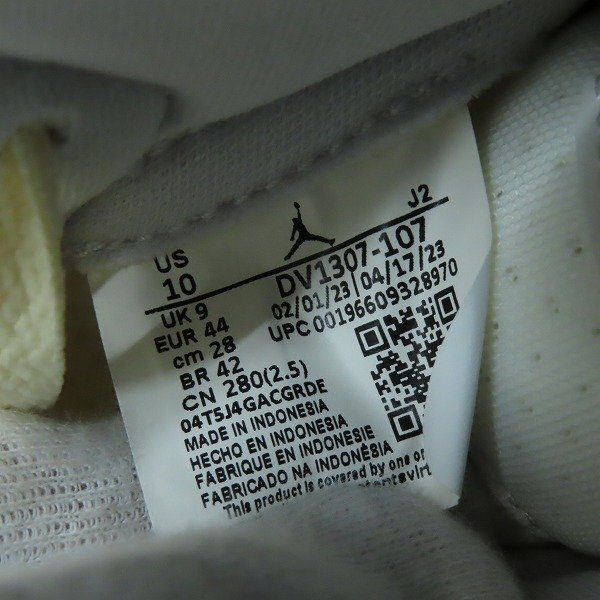 US
10
J2
UK 9
EUR 44
cm 28
BR 42
CN 280(2.5)
DV1307-107
02/01/23 04/17/23
UPC 00196609328970
04T5J4GACGRDE
MADE IN INDONESIA
HECHO EN INDONESIA
FABRIQUE EN INDONESIA
FABRICADO NA INDONESIA
This product is covered by one or